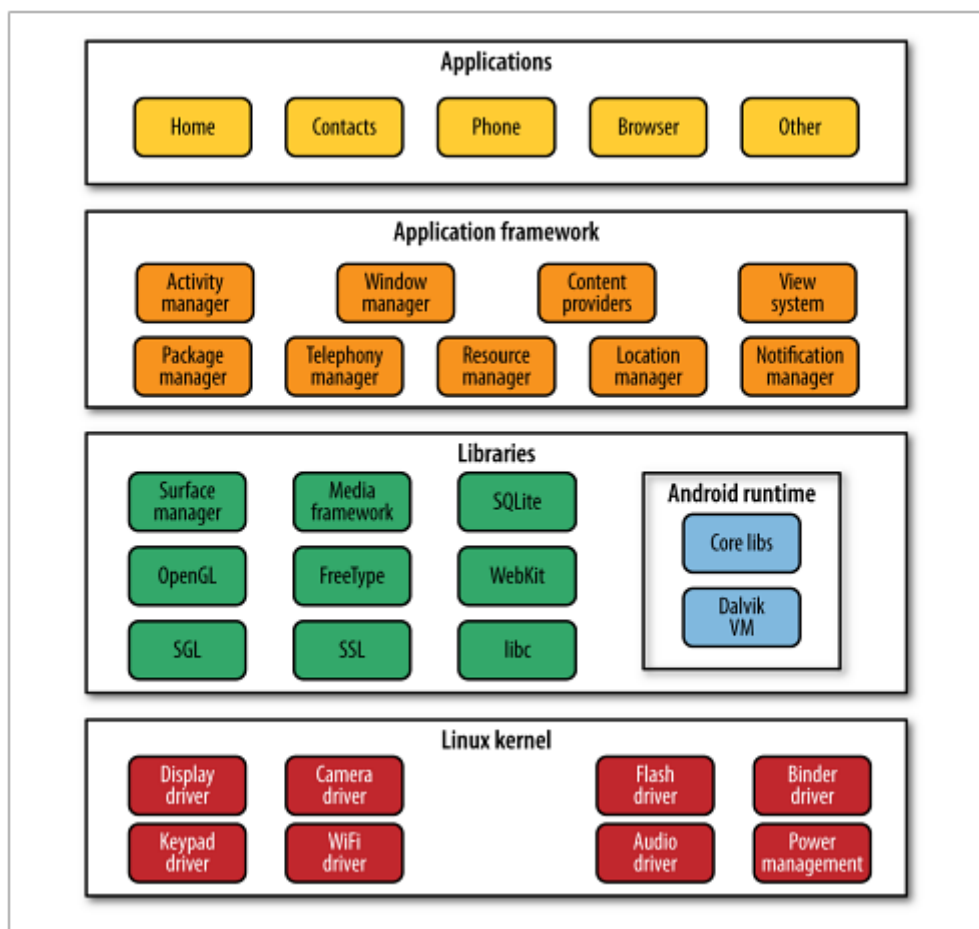 Applications
Home
Contacts
Phone
Browser
Other
Application framework
Activity
manager
Window
manager
Content
providers
View
system
Package
manager
Telephony
manager
Resource
manager
Location
manager
Notification
manager
Libraries
Surface
manager
Media
framework
SQLite
OpenGL
FreeType
WebKit
SGL
SSL
libc
Android runtime
Core libs
Dalvik
VM
Linux kernel
Display
driver
Camera
driver
Flash
driver
Binder
driver
Keypad
driver
WiFi
driver
Audio
driver
Power
management